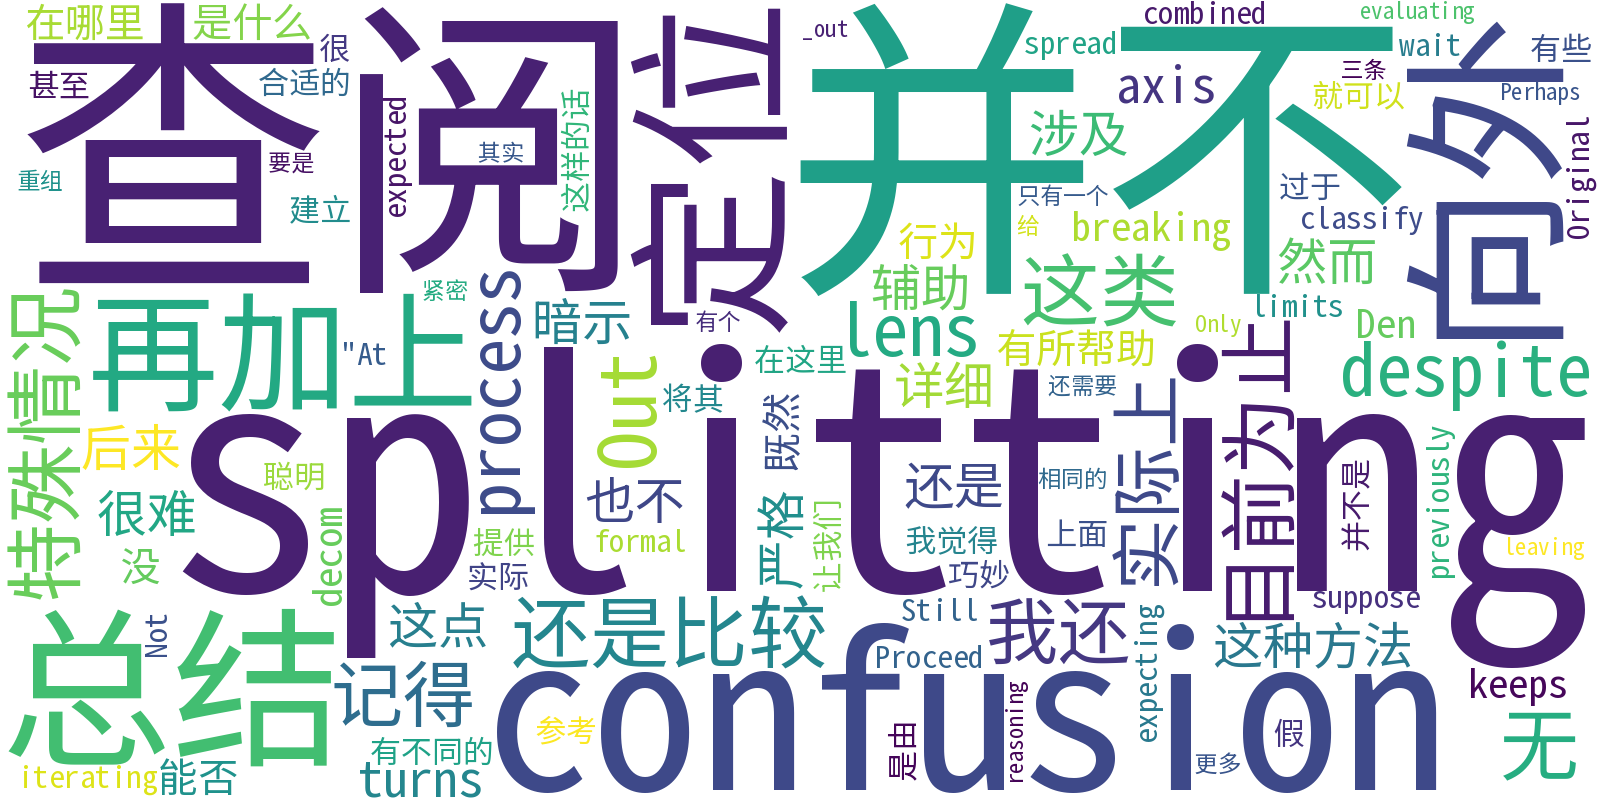 在哪里
是什么
很
甚至
合适的
查阅
expected
其实
要是
重组
建立
这样的话
定位
_out
并不
combined
evaluating
spread
wait
有些
axis
三条
Perhaps
就可以
向外
涉及
过于
只有一个
给
classify
Original
breaking
行为
然而
辅助
这类
limits
紧密
有个
process
暗示
lens
Only
Den
止
特殊情况
再加上
"At
有所帮助
despite
在这里
详细
还需要
Out
将其
既然
实际上
目前为
后来
splitting
聪明
很难
也不
还是
相同的
并不是
previously
没
decom
提供
formal
严格
让我们
我觉得
上面
leaving
实际
巧妙
suppose
总结
Not
这点
还是比较
Still
我还
expecting
这种方法
记得
Proceed
keeps
confusion
参考
是由
reasoning
假
无
有不同的
iterating
能否
turns
更多